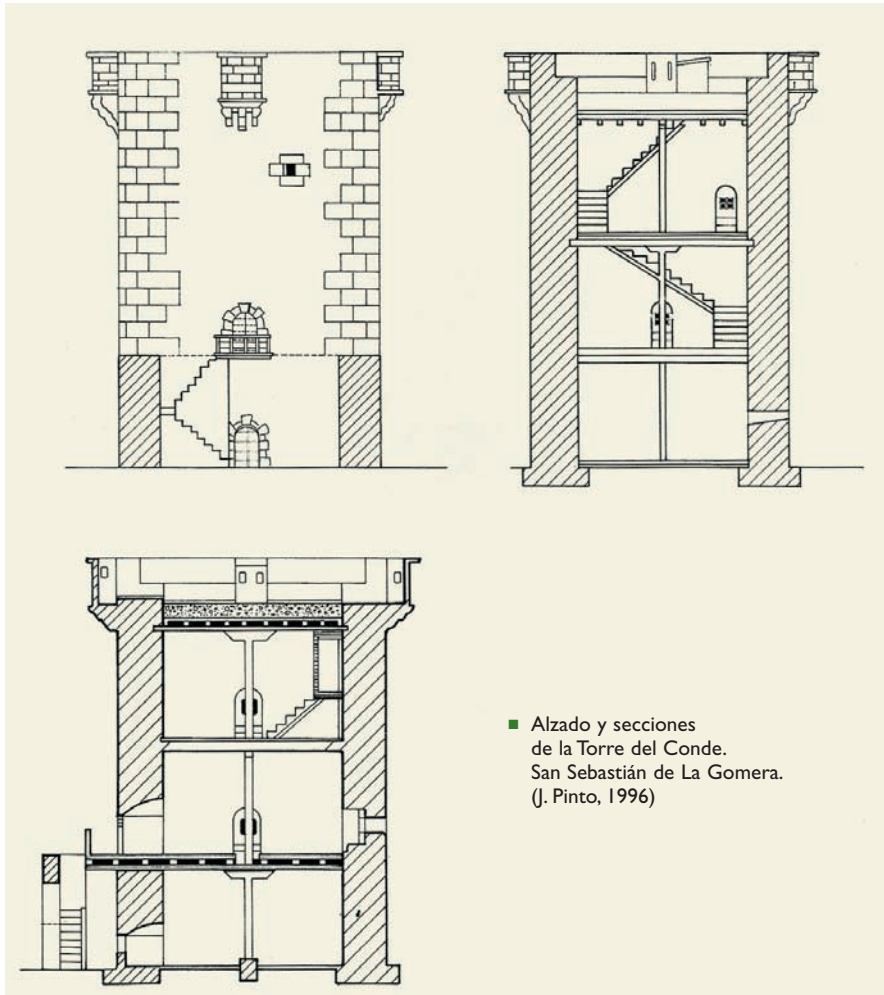 Alzado y secciones
de la Torre del Conde.
San Sebastián de La Gomera.
(J. Pinto, 1996)